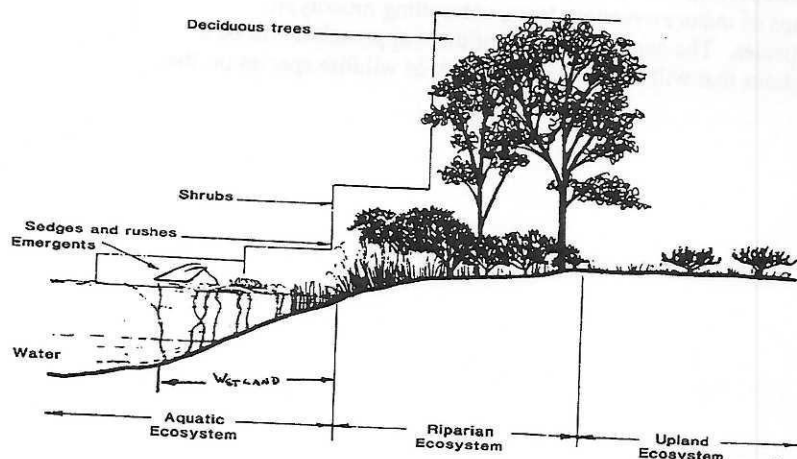 Deciduous trees
Shrubs
Sedges and rushes
Emergents
Water
WETLAND
Aquatic
Ecosystem
Riparian
Ecosystem
Upland
Ecosystem